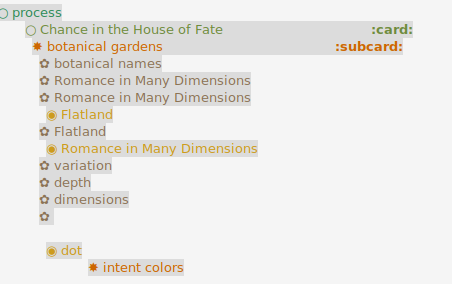 ○ process
○ Chance in the House of Fate :card:
✸ botanical gardens :subcard:
✿ botanical names
✿ Romance in Many Dimensions
✿ Romance in Many Dimensions
◉ Flatland
✿ Flatland
◉ Romance in Many Dimensions
✿ variation
✿ depth
✿ dimensions
✿
◉ dot
✸ intent colors